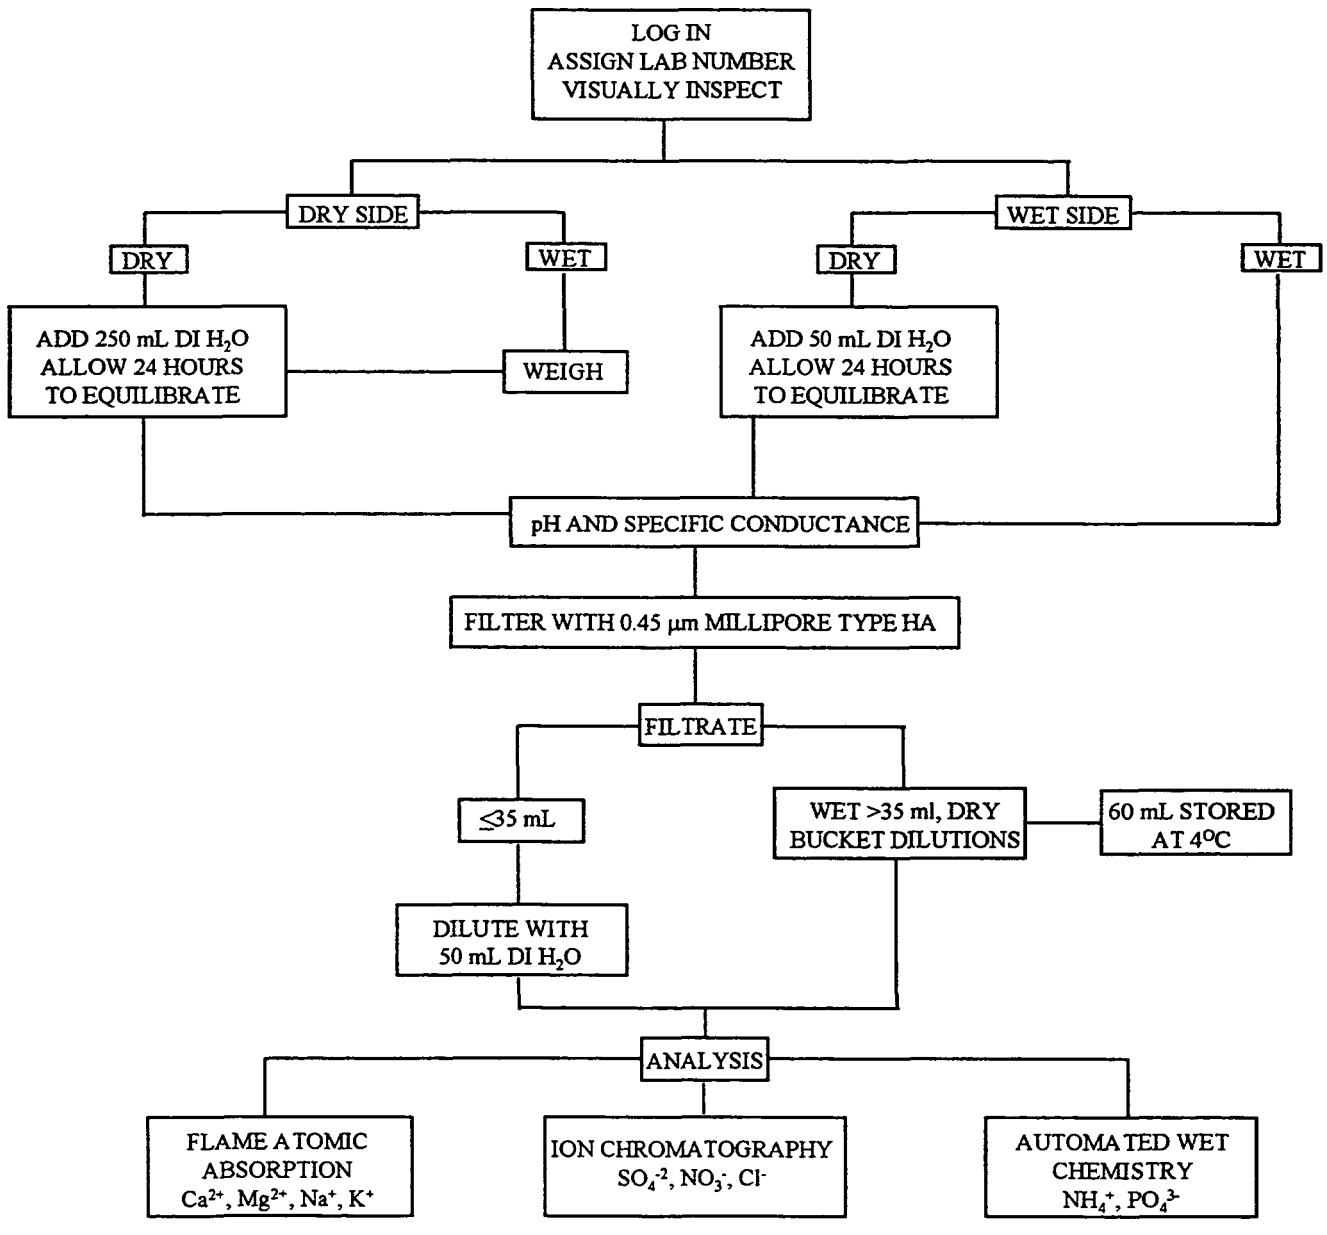 LOG IN
ASSIGN LAB NUMBER
VISUALLY INSPECT
DRY SIDE
WET SIDE
DRY
WET
DRY
WET
ADD 250 mL DI H₂O
ALLOW 24 HOURS
TO EQUILIBRATE
WEIGH
ADD 50 mL DI H₂O
ALLOW 24 HOURS
TO EQUILIBRATE
pH AND SPECIFIC CONDUCTANCE
FILTER WITH 0.45 μm MILLIPORE TYPE HA
FILTRATE
≤35 mL
WET >35 ml, DRY
BUCKET DILUTIONS
60 mL STORED
AT 4ºC
DILUTE WITH
50 mL DI H₂O
ANALYSIS
FLAME ATOMIC
ABSORPTION
Ca²⁺, Mg²⁺, Na⁺, K⁺
ION CHROMATOGRAPHY
SO₄⁻², NO₃⁻, Cl⁻
AUTOMATED WET
CHEMISTRY
NH₄⁺, PO₄³⁻